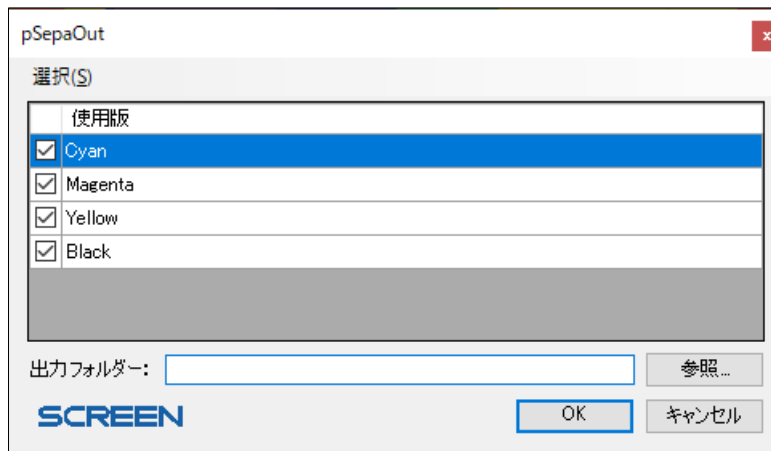 pSepaOut
x
選択(S)
使用版
Cyan
Magenta
Yellow
Black
出力フォルダー:
参照...
SCREEN
OK
キャンセル